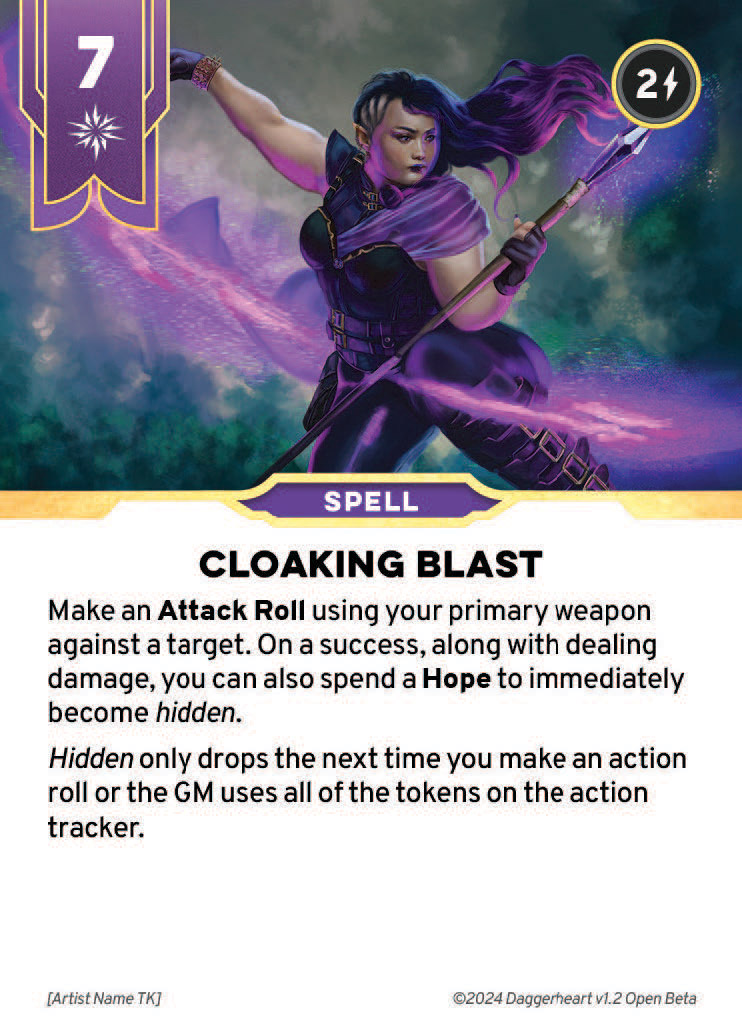 7
2
SPELL
CLOAKING BLAST
Make an Attack Roll using your primary weapon
against a target. On a success, along with dealing
damage, you can also spend a Hope to immediately
become hidden.
Hidden only drops the next time you make an action
roll or the GM uses all of the tokens on the action
tracker.
[Artist Name TK]
©2024 Daggerheart v1.2 Open Beta